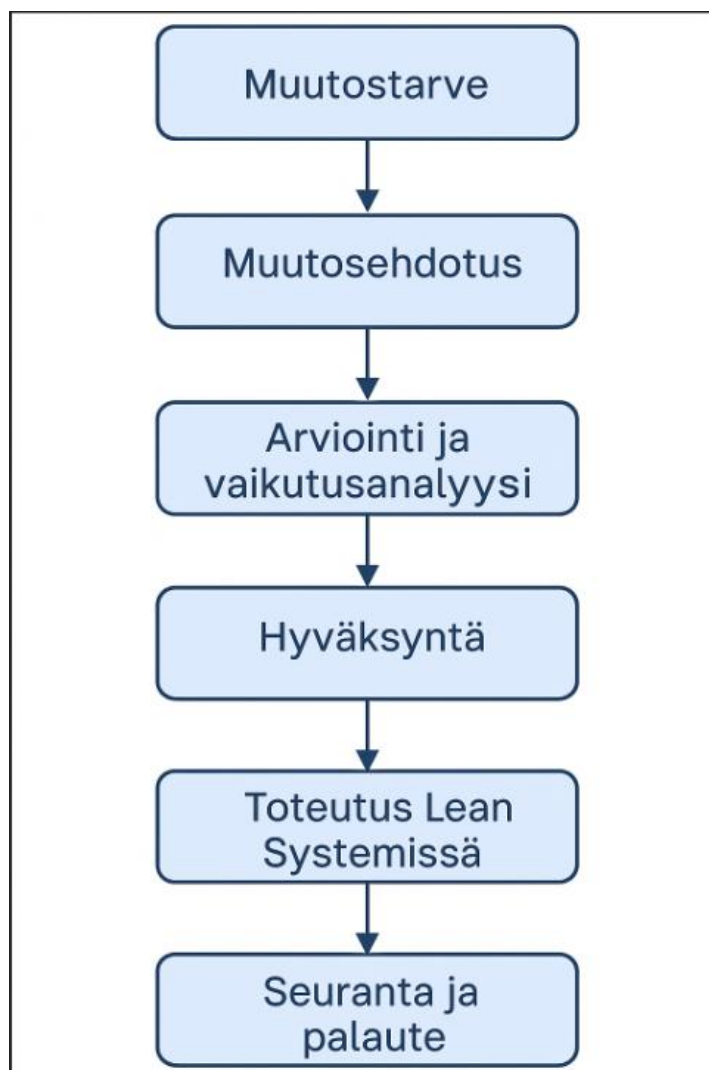 Muutostarve
Muutosehdotus
Arviointi ja
vaikutusanalyysi
Hyväksyntä
Toteutus Lean
Systemissä
Seuranta ja
palaute